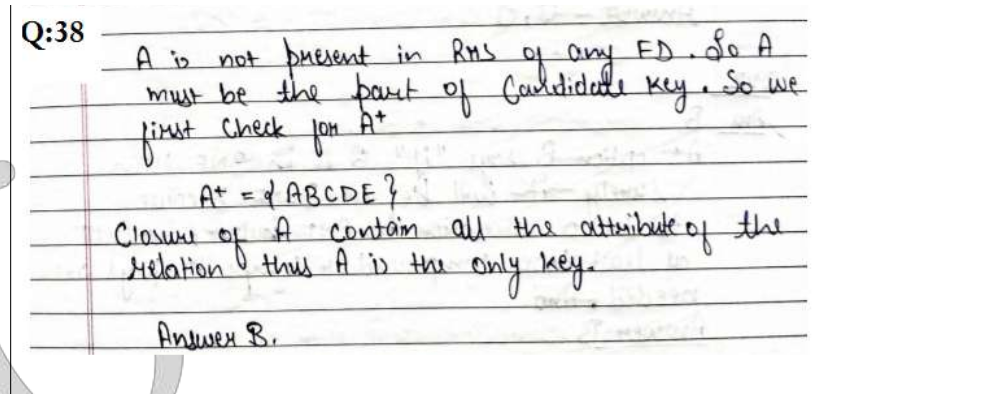 Q:38
A is not present in RHS of any FD. So A
must be the part of Candidate key. So we
first Check for A+
A+ = { ABCDE }
Closure of A contain all the attribute of the
relation thus A is the only key.
Answer B.